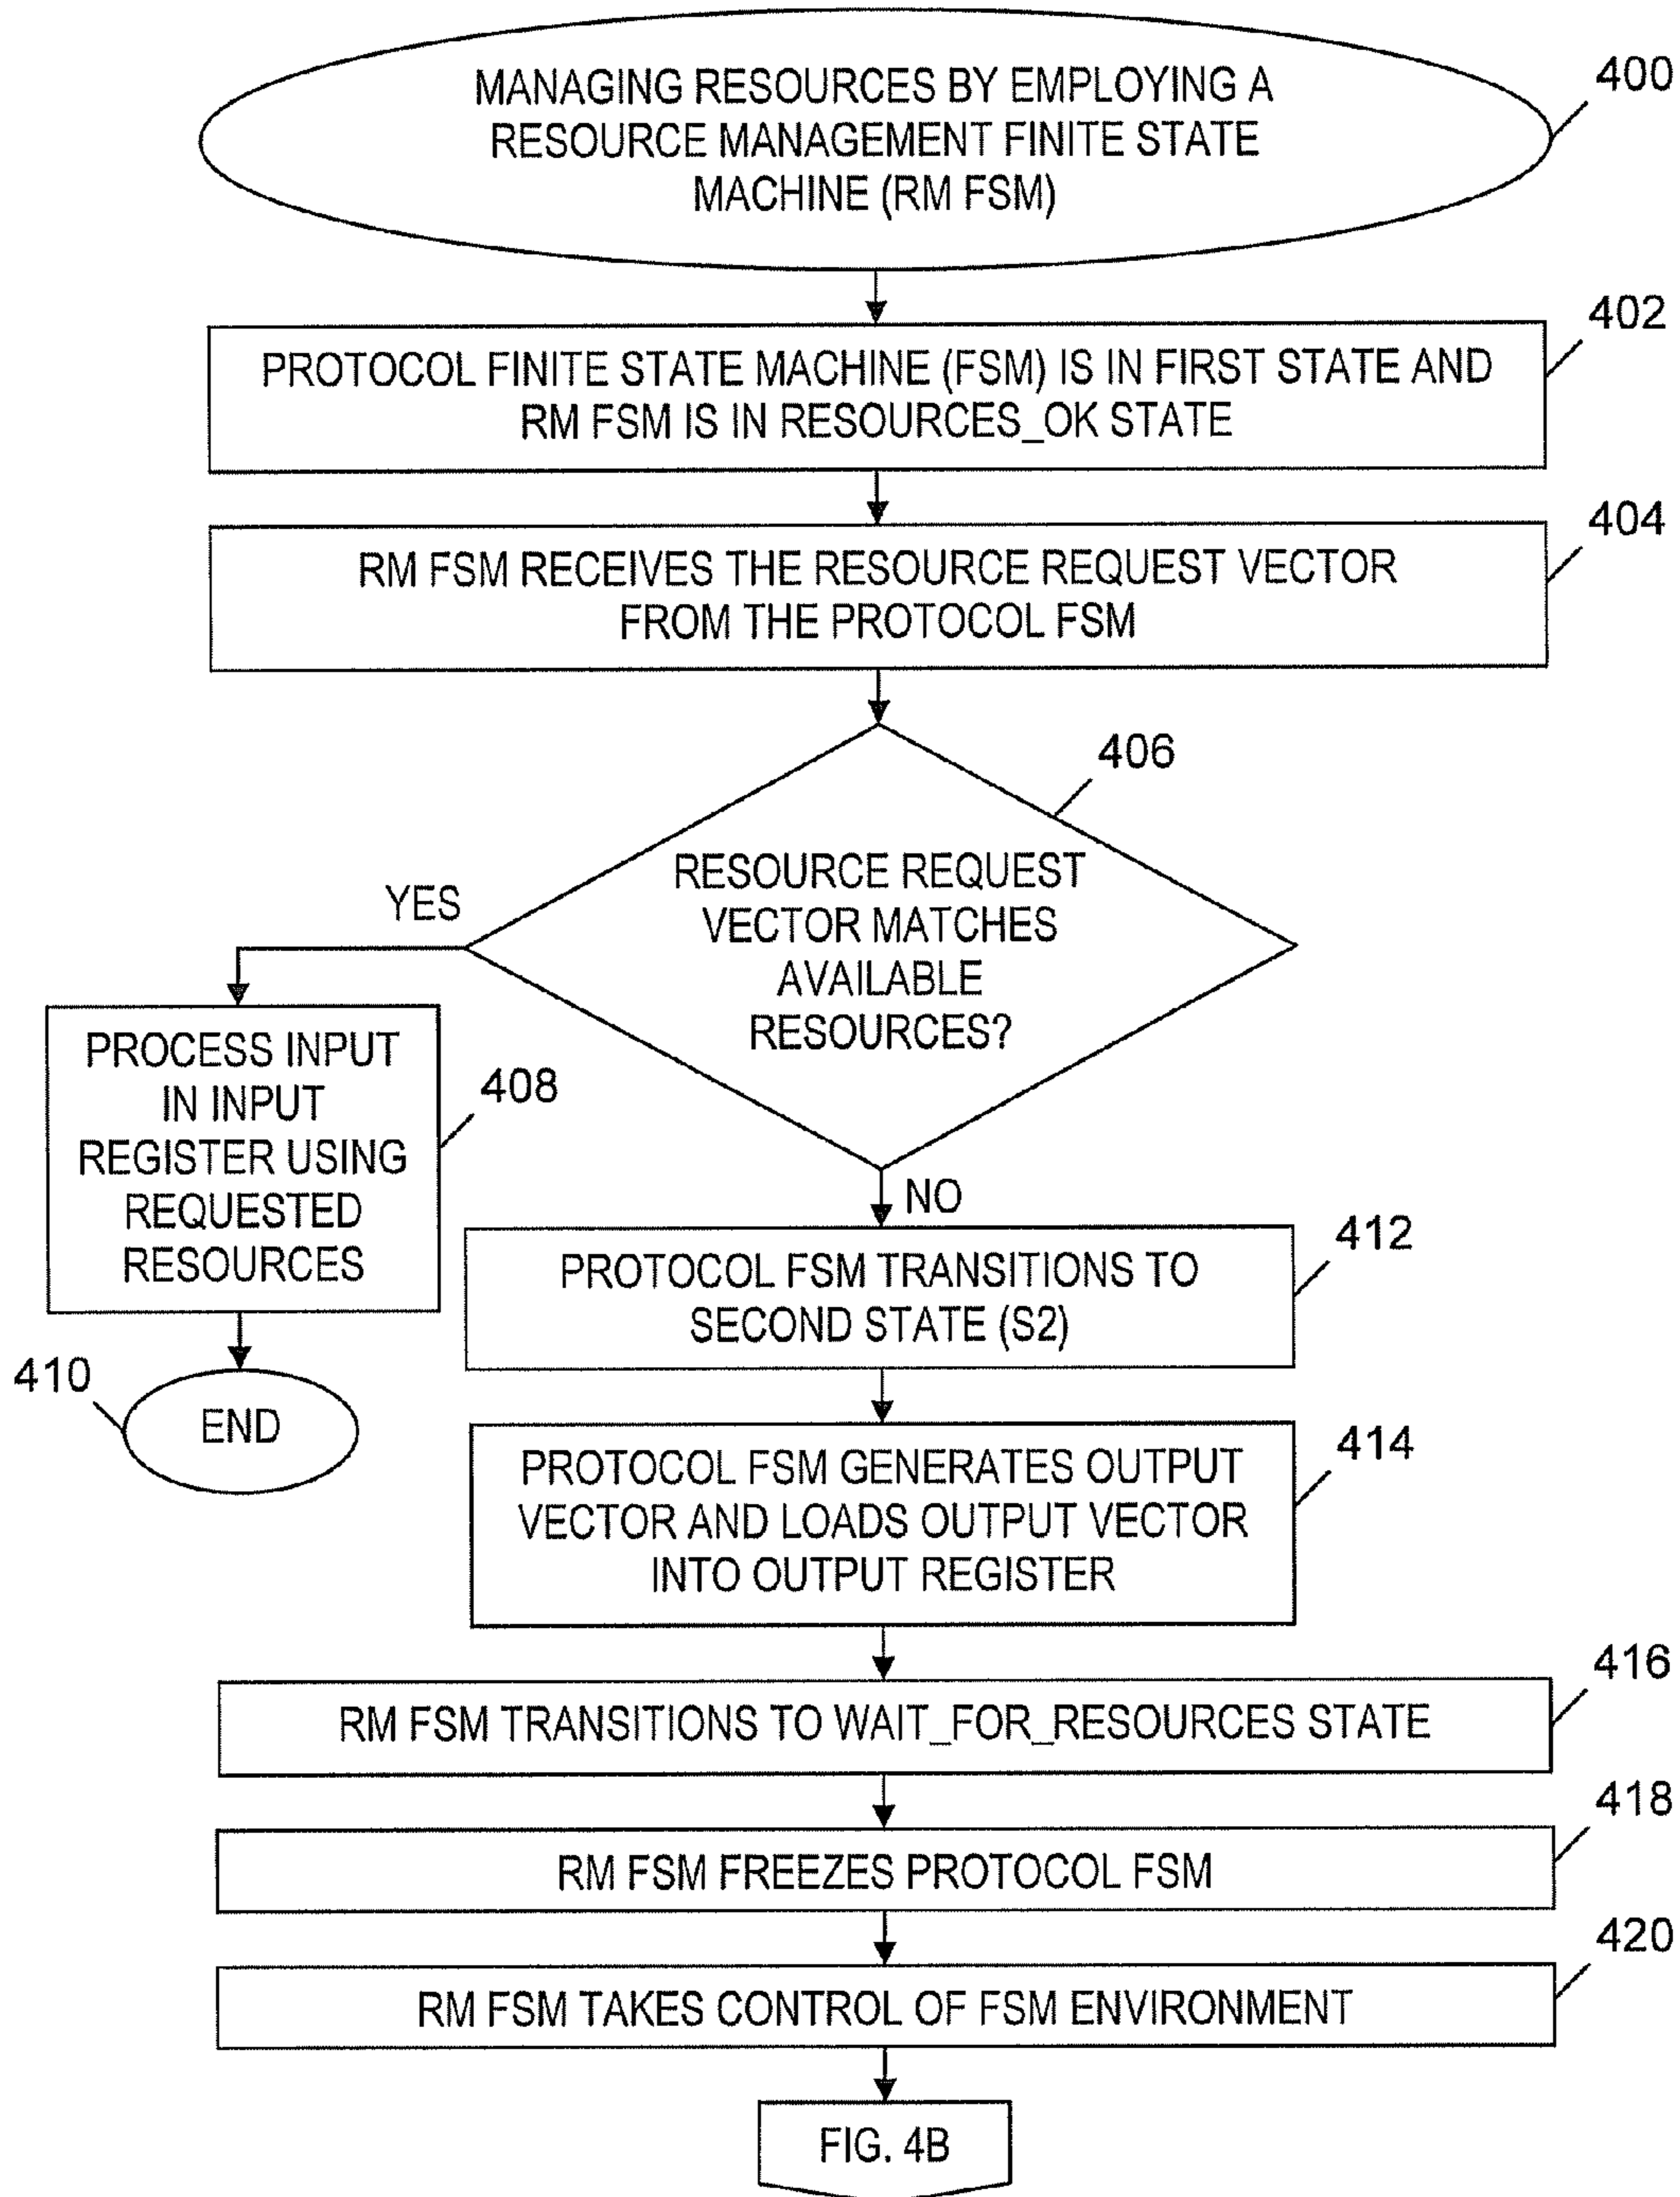 MANAGING RESOURCES BY EMPLOYING A
RESOURCE MANAGEMENT FINITE STATE
MACHINE (RM FSM)
400
402
PROTOCOL FINITE STATE MACHINE (FSM) IS IN FIRST STATE AND
RM FSM IS IN RESOURCES_OK STATE
404
RM FSM RECEIVES THE RESOURCE REQUEST VECTOR
FROM THE PROTOCOL FSM
406
RESOURCE REQUEST
VECTOR MATCHES
AVAILABLE
RESOURCES?
YES
PROCESS INPUT
IN INPUT
REGISTER USING
REQUESTED
RESOURCES
408
410
END
NO
412
PROTOCOL FSM TRANSITIONS TO
SECOND STATE (S2)
414
PROTOCOL FSM GENERATES OUTPUT
VECTOR AND LOADS OUTPUT VECTOR
INTO OUTPUT REGISTER
416
RM FSM TRANSITIONS TO WAIT_FOR_RESOURCES STATE
418
RM FSM FREEZES PROTOCOL FSM
420
RM FSM TAKES CONTROL OF FSM ENVIRONMENT
FIG. 4B